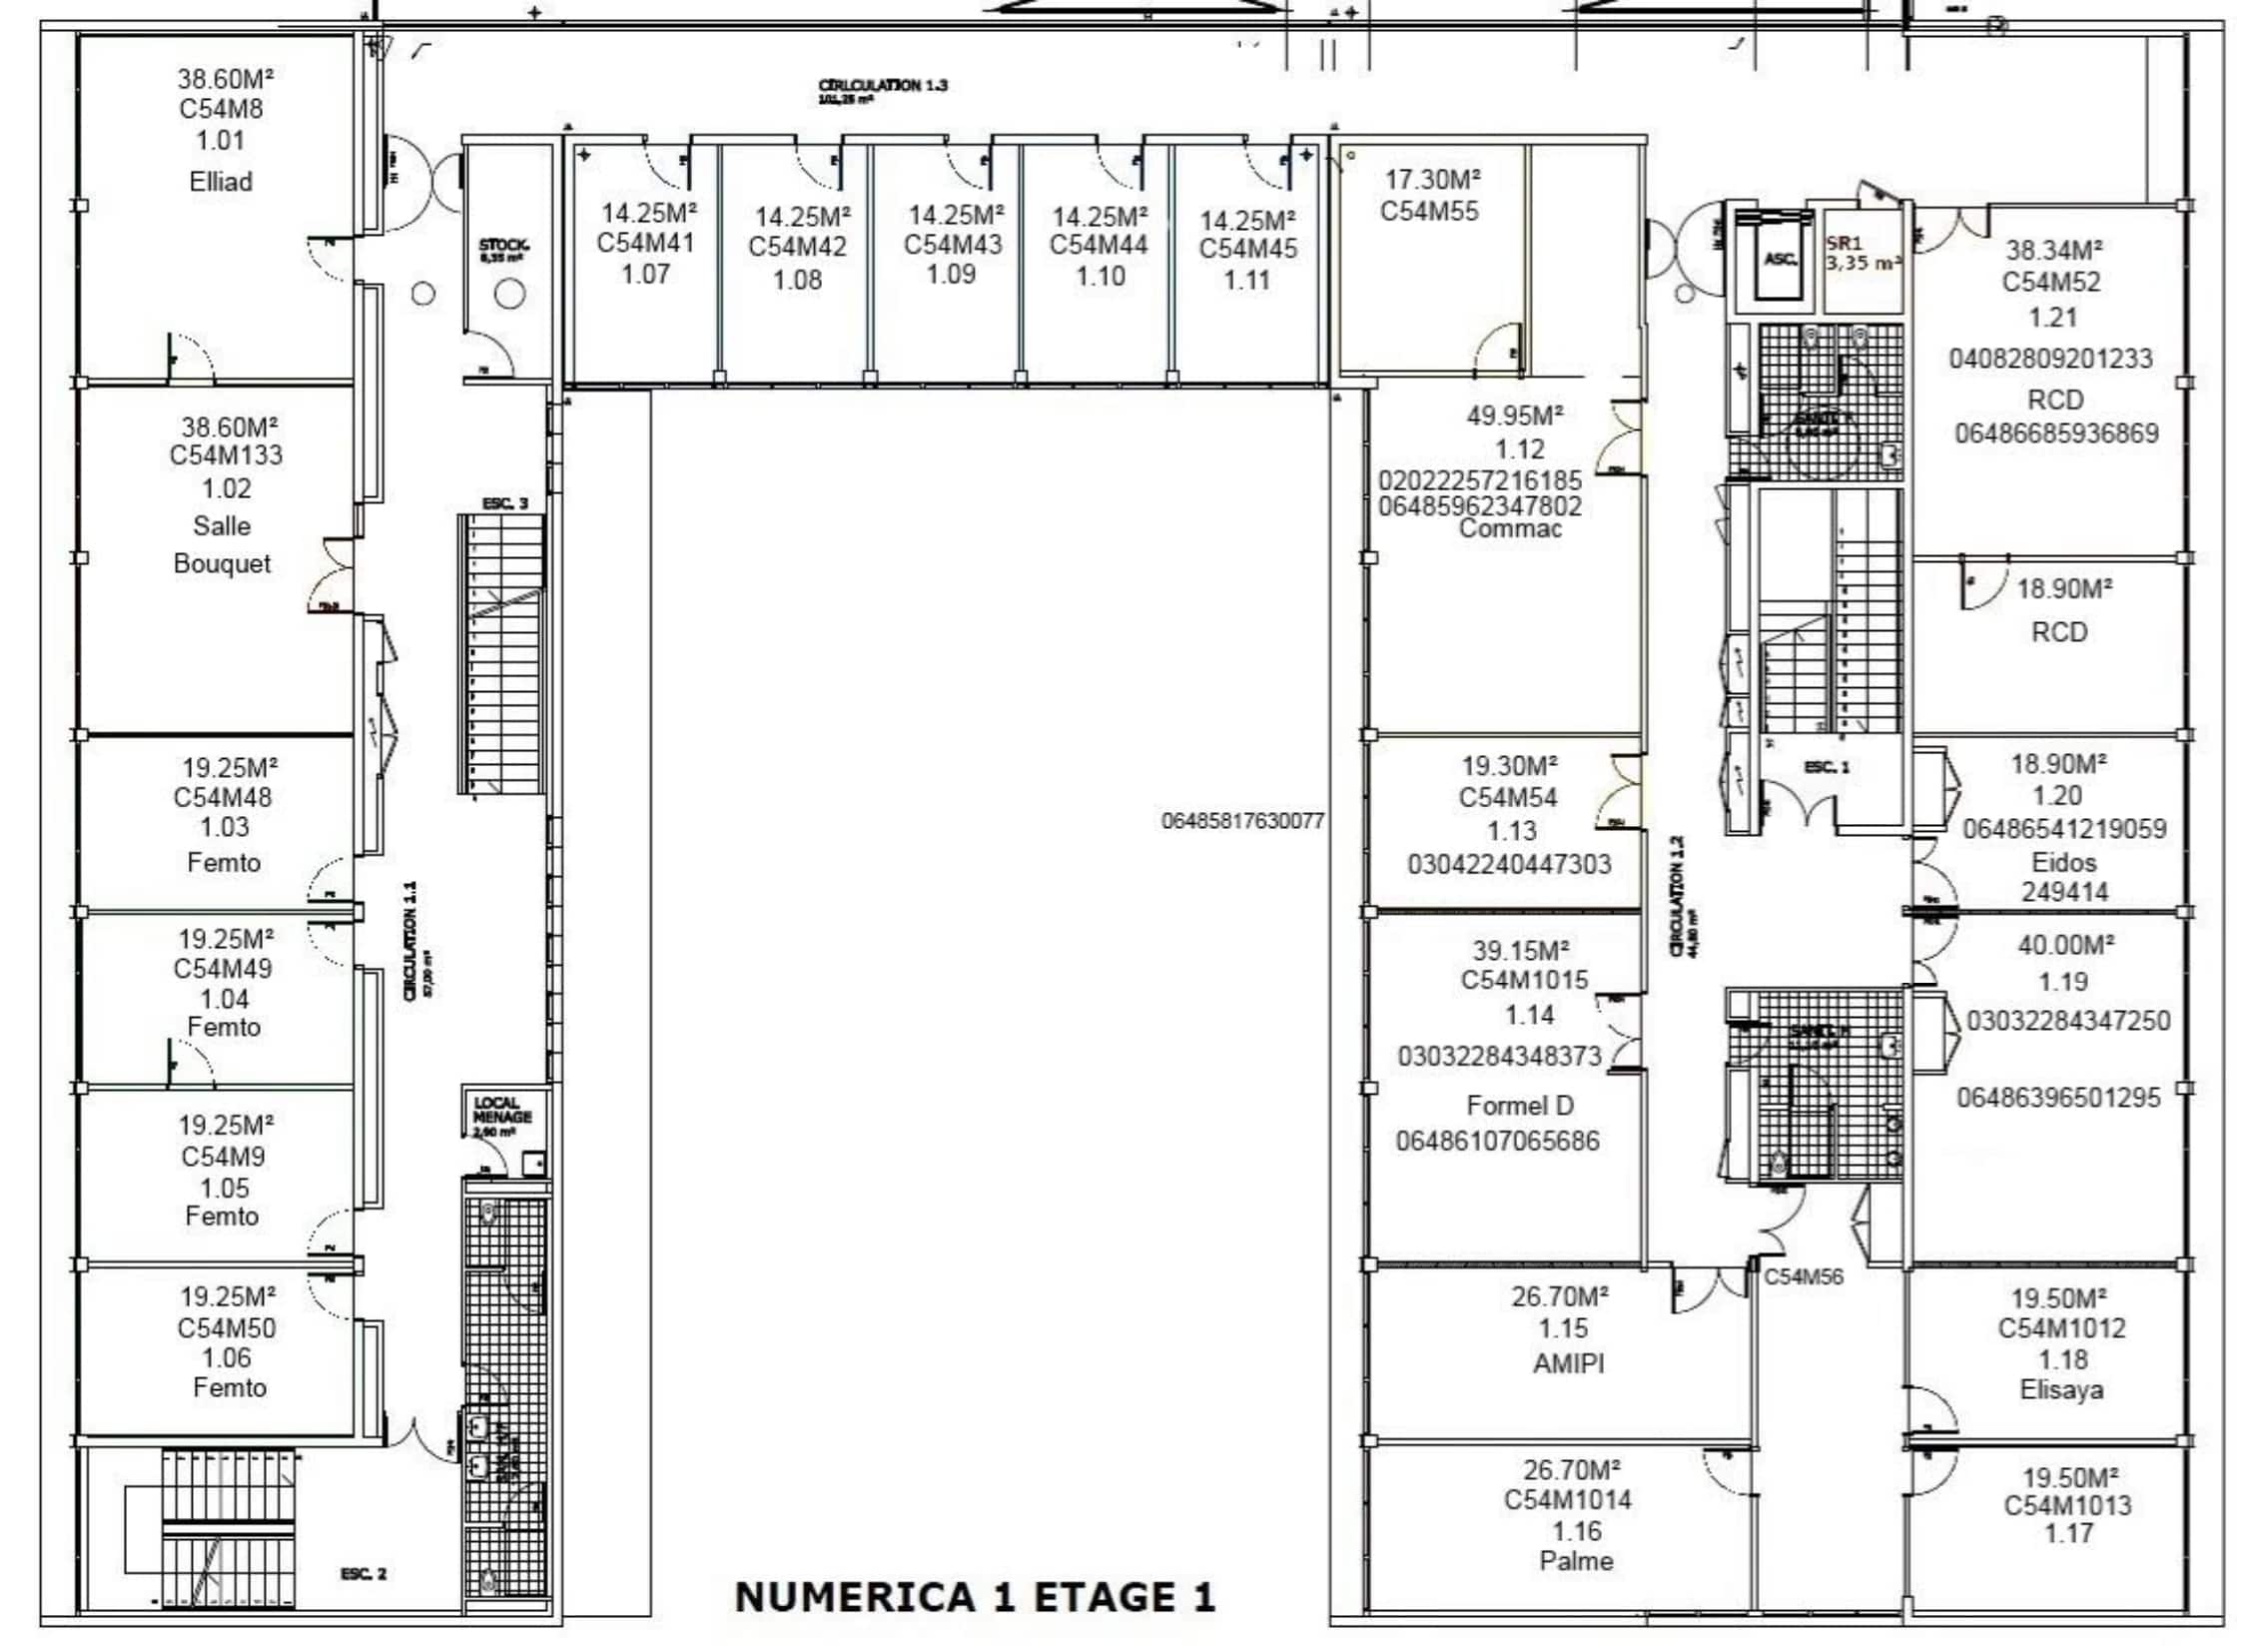 CIRLCULATION 1.3
101,25 m²
38.60M²
C54M8
1.01
Elliad
38.60M²
C54M133
1.02
Salle
Bouquet
19.25M²
C54M48
1.03
Femto
19.25M²
C54M49
1.04
Femto
19.25M²
C54M9
1.05
Femto
19.25M²
C54M50
1.06
Femto
ESC. 2
STOCK.
ESC. 3
CIRCULATION 1.1
57,00 m²
LOCAL
MENAGE
2,90 m²
14.25M²
C54M41
1.07
14.25M²
C54M42
1.08
14.25M²
C54M43
1.09
14.25M²
C54M44
1.10
14.25M²
C54M45
1.11
06485817630077
17.30M²
C54M55
49.95M²
1.12
02022257216185
06485962347802
Commac
19.30M²
C54M54
1.13
03042240447303
39.15M²
C54M1015
1.14
03032284348373
Formel D
06486107065686
26.70M²
1.15
AMIPI
26.70M²
C54M1014
1.16
Palme
CIRCULATION 1.2
44,80 m²
ASC.
SR1
3,35 m²
ESC. 1
SANIT. H
C54M56
38.34M²
C54M52
1.21
04082809201233
RCD
06486685936869
18.90M²
RCD
18.90M²
1.20
06486541219059
Eidos
249414
40.00M²
1.19
03032284347250
06486396501295
19.50M²
C54M1012
1.18
Elisaya
19.50M²
C54M1013
1.17
NUMERICA 1 ETAGE 1